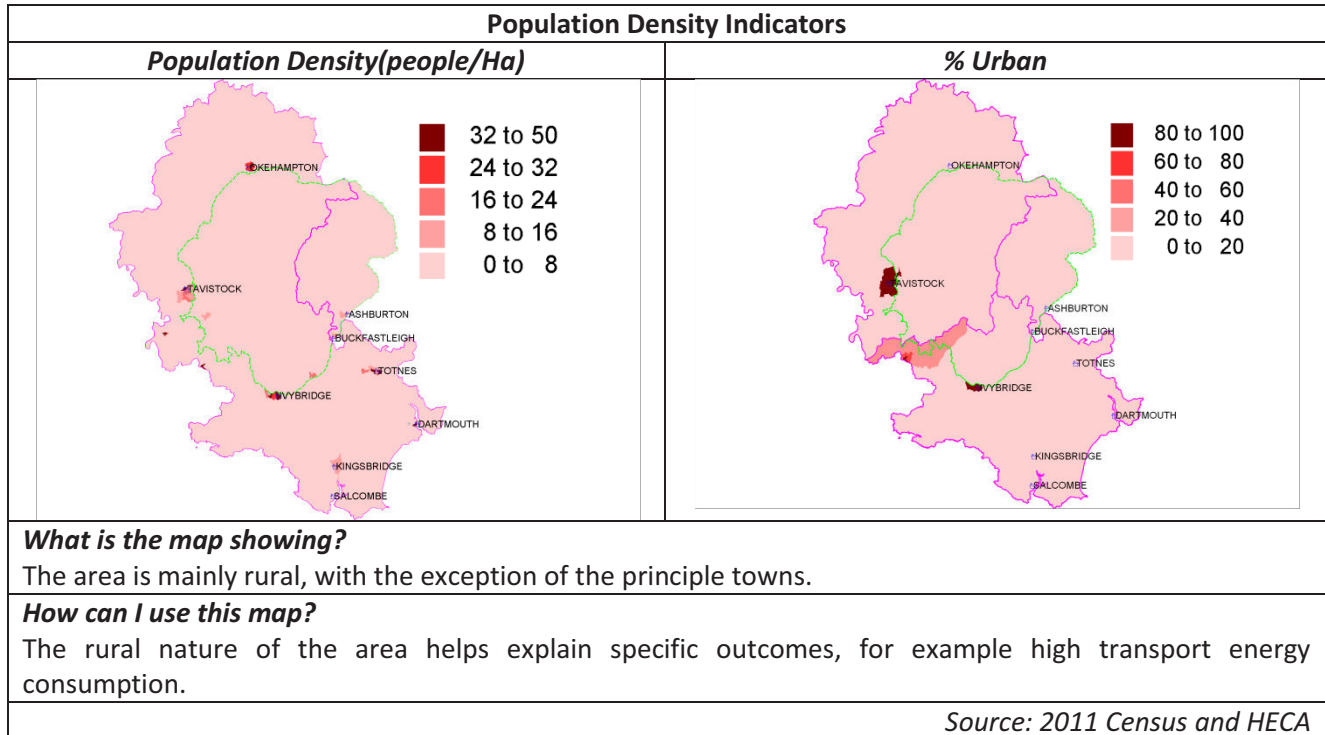 Population Density Indicators
Population Density(people/Ha)
% Urban
32 to 50
24 to 32
16 to 24
8 to 16
0 to 8
OKEHAMPTON
TAVISTOCK
ASHBURTON
BUCKFASTLEIGH
TOTNES
IVYBRIDGE
DARTMOUTH
KINGSBRIDGE
SALCOMBE
80 to 100
60 to 80
40 to 60
20 to 40
0 to 20
OKEHAMPTON
TAVISTOCK
ASHBURTON
BUCKFASTLEIGH
TOTNES
IVYBRIDGE
DARTMOUTH
KINGSBRIDGE
SALCOMBE
What is the map showing?
The area is mainly rural, with the exception of the principle towns.
How can I use this map?
The rural nature of the area helps explain specific outcomes, for example high transport energy
consumption.
Source: 2011 Census and HECA